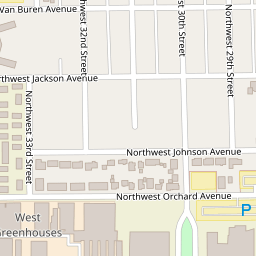 Van Buren Avenue
Northwest 32nd Street
Northwest 30th Street
Northwest 29th Street
Northwest Jackson Avenue
Northwest 33rd Street
Northwest Johnson Avenue
Northwest Orchard Avenue
P
West
Greenhouses